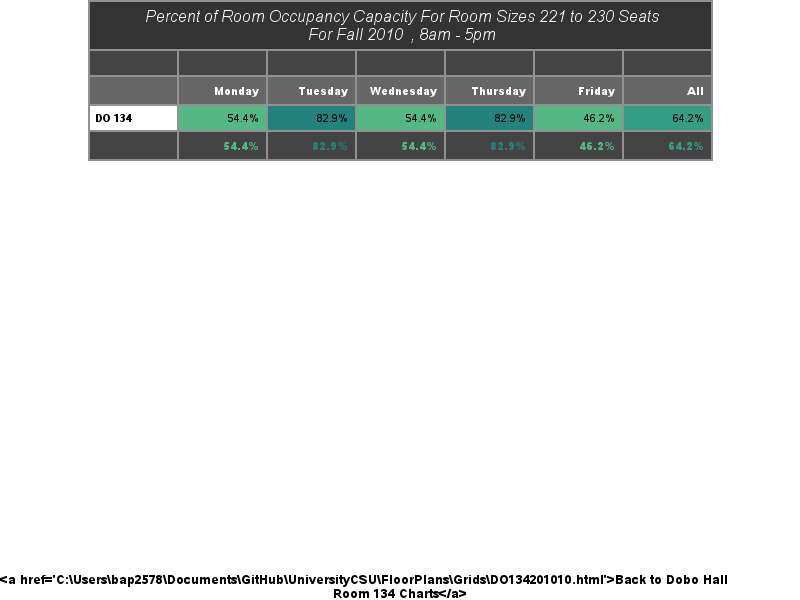 Percent of Room Occupancy Capacity For Room Sizes 221 to 230 Seats
For Fall 2010 , 8am - 5pm
Monday Tuesday Wednesday Thursday Friday All
DO 134 54.4% 82.9% 54.4% 82.9% 46.2% 64.2%
54.4% 82.9% 54.4% 82.9% 46.2% 64.2%
<a href='C:\Users\bap2578\Documents\GitHub\UniversityCSU\FloorPlans\Grids\DO134201010.html'>Back to Dobo Hall
Room 134 Charts</a>